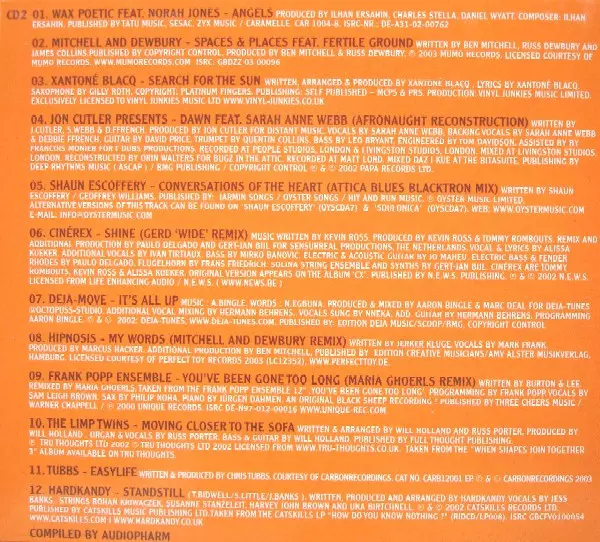 CD2 01. WAX POETIC FEAT. NORAH JONES - ANGELS PRODUCED BY ILHAN ERSAHIN, CHARLES STELLA, DANIEL WYATT. COMPOSER: ILHAN
ERSAHIN. PUBLISHED BY TATU MUSIC, SESAC. ZYX MUSIC / CARAMELLE. CAR 1004-8. ISRC-NR.: DE-A31-02-00762
02. MITCHELL AND DEWBURY - SPACES & PLACES FEAT. FERTILE GROUND WRITTEN BY BEN MITCHELL, RUSS DEWBURY AND
JAMES COLLINS PUBLISHED BY COPYRIGHT CONTROL. PRODUCED BY BEN MITCHELL & RUSS DEWBURY. ℗ 2003 MUMO RECORDS. LICENSED COURTESY OF
MUMO RECORDS. WWW.MUMORECORDS.COM ISRC: GBDZZ 03 00096
03. XANTONÉ BLACQ - SEARCH FOR THE SUN WRITTEN, ARRANGED & PRODUCED BY XANTONÉ BLACQ. LYRICS BY XANTONÉ BLACQ.
SAXOPHONE BY GILLY ROTH. COPYRIGHT: PLATINUM FINGERS. PUBLISHING: SELF PUBLISHED - MCPS & PRS. PRODUCTION: VINYL JUNKIES MUSIC LIMITED.
EXCLUSIVELY LICENSED TO VINYL JUNKIES MUSIC LTD WWW.VINYL-JUNKIES.CO.UK
04. JON CUTLER PRESENTS - DAWN FEAT. SARAH ANNE WEBB (AFRONAUGHT RECONSTRUCTION) WRITTEN BY
J.CUTLER, S.WEBB & D.FFRENCH. PRODUCED BY JON CUTLER FOR DISTANT MUSIC. VOCALS BY SARAH ANNE WEBB, BACKING VOCALS BY SARAH ANNE WEBB
& DEBBIE FFRENCH. GUITAR BY DAVID PRICE. TRUMPET BY QUENTIN COLLINS. BASS BY LEO BRYANT. ENGINEERED BY TOM DAVIDSON. ASSISTED BY RY
FRANCOIS MONIER FOR I DUBS PRODUCTIONS. RECORDED AT PEOPLE STUDIOS, LONDON & LIVINGSTON STUDIOS, LONDON. MIXED AT LIVINGSTON STUDIOS,
LONDON. RECONSTRUCTED BY ORIN WALTERS FOR BUGZ IN THE ATTIC. RECORDED AT MATT LORD. MIXED DAZ I KUE AT THE BITASUITE. PUBLISHING BY
DEEP RHYTHMS MUSIC ( ASCAP ) / BMG PUBLISHING / COPYRIGHT CONTROL ℗ & © 2002 PAPA RECORDS LTD.
05. SHAUN ESCOFFERY - CONVERSATIONS OF THE HEART (ATTICA BLUES BLACKTRON MIX) WRITTEN BY SHAUN
ESCOFFERY / GEOFFREY WILLIAMS. PUBLISHED BY: JARMIN SONGS / OYSTER SONGS / HIT AND RUN MUSIC. ℗ OYSTER MUSIC LIMITED.
ALTERNATIVE VERSIONS OF THIS TRACK CAN BE FOUND ON 'SHAUN ESCOFFERY' (OYSCDA7) & 'SOULONICA' (OYSCDA7). WEB: WWW.OYSTERMUSIC.COM
E-MAIL. INFO@OYSTERMUSIC.COM
06. CINÉREX - SHINE (GERD 'WIDE' REMIX) MUSIC WRITTEN BY KEVIN ROSS. PRODUCED BY KEVIN ROSS & TOMMY ROMBOUTS. REMIX AND
ADDITIONAL PRODUCTION BY PAULO DELGADO AND GERT-JAN BIJL FOR SENSURREAL PRODUCTIONS, THE NETHERLANDS. VOCAL & LYRICS BY ALISSA
KUEKER. ADDITIONAL VOCALS BY IVAN TIRTIAUX. BASS BY MIRKO BANOVIC. ELECTRIC & ACOUSTIC GUITAR BY JO MAHEU. ELECTRIC BASS & FENDER
RHODES BY PAULO DELGADO. FLUGELHORN BY FRAJS FRIEDRICH. SOLINA STRING ENSEMBLE AND SYNTHS BY GERT-JAN BIJL. CINÉREX ARE TOMMY
ROMBOUTS, KEVIN ROSS & ALISSA KUEKER. ORIGINAL VERSION APPEARS ON THE ALBUM "CX". PUBLISHED BY N.E.W.S. PUBLISHING. ℗ & © 2002 N.E.W.S.
LICENSED FROM LIFE ENHANCING AUDIO / N.E.W.S. ( WWW.NEWS.BE )
07. DEJA-MOVE - IT'S ALL UP MUSIC : A.BINGLE. WORDS : N.EGBUNA. PRODUCED & MIXED BY AARON BINGLE & MARC DEAL FOR DEJA-TUNES
@OCTOPUSS-STUDIO. ADDITIONAL VOCAL MIXING BY HERMANN BEHRENS. VOCALS SUNG BY NNEKA. ADD. GUITAR BY HERMANN BEHRENS. PROGRAMMING
AARON BINGLE. ℗ & © 2002: DEJA-TUNES. WWW.DEJA-TUNES.COM. PUBLISHED BY: EDITION DEJA MUSIC/SCOOP/BMG, COPYRIGHT CONTROL
08. HIPNOSIS - MY WORDS (MITCHELL AND DEWBURY REMIX) WRITTEN BY JERKER KLUGE. VOCALS BY MARK FRANK.
PRODUCED BY MARCUS HACKER. ADDITIONAL PRODUCTION BY BEN MITCHELL. PUBLISHED BY EDITION CREATIVE MUSICIANS/AMY ALSTER MUSIKVERLAG,
HAMBURG. LICENSED COURTESY OF PERFECT TOY RECORDS 2003 (LC12352). WWW.PERFECTTOY.DE
09. FRANK POPP ENSEMBLE - YOU'VE BEEN GONE TOO LONG (MARIA GHOERLS REMIX) WRITTEN BY BURTON & LEE.
REMIXED BY MARIA GHOERLS. TAKEN FROM THE FRANK POPP ENSEMBLE 12" 'YOU'VE BEEN GONE TOO LONG'. PROGRAMMING BY FRANK POPP. VOCALS BY
SAM LEIGH BROWN. SAX BY PHILIP ROHA. PIANO BY JÜRGEN DAHMEN. AN ORIGINAL BLACK SHEEP RECORDING. PUBLISHED BY THREE CHEERS MUSIC /
WARNER CHAPPELL / ℗ 2000 UNIQUE RECORDS. ISRC DE-N97-012-00016 WWW.UNIQUE-REC.COM
10. THE LIMP TWINS - MOVING CLOSER TO THE SOFA WRITTEN & ARRANGED BY WILL HOLLAND AND RUSS PORTER. PRODUCED BY
WILL HOLLAND . ORGAN & VOCALS BY RUSS PORTER. BASS & GUITAR BY WILL HOLLAND. PUBLISHED BY FULL THOUGHT PUBLISHING.
℗ TRU THOUGHTS LTD 2002 © TRU THOUGHTS LTD 2002 LICENSED FROM WWW.TRU-THOUGHTS.CO.UK . TAKEN FROM THE "WHEN SHAPES JOIN TOGETHER
3" ALBUM AVAILABLE ON TRU THOUGHTS.
11. TUBBS - EASYLIFE WRITTEN & PRODUCED BY CHRIS TUBBS. COURTESY OF CARBONRECORDINGS. CAT NO. CARB12001 EP. ℗ & © CARBONRECORDINGS 2003
12. HARDKANDY - STANDSTILL (T.BIDWELL/S.LITTLE/J.BANKS ). WRITTEN, PRODUCED AND ARRANGED BY HARDKANDY VOCALS BY JESS
BANKS. STRINGS ROHAN KRIWACZEK, SUSANNE STANZELEIT, HARVEY JOHN BROWN AND UKA BIRTCHNELL. ℗ & © 2002 CATSKILLS RECORDS LTD.
PUBLISHED BY CATSKILLS MUSIC PUBLISHING LTD. TAKEN FROM THE CATSKILLS LP "HOW DO YOU KNOW NOTHING ?" (RIDCD/LP008). ISRC GBCFV0100054
WWW.CATSKILLS.COM I WWW.HARDKANDY.CO.UK
COMPILED BY AUDIOPHARM